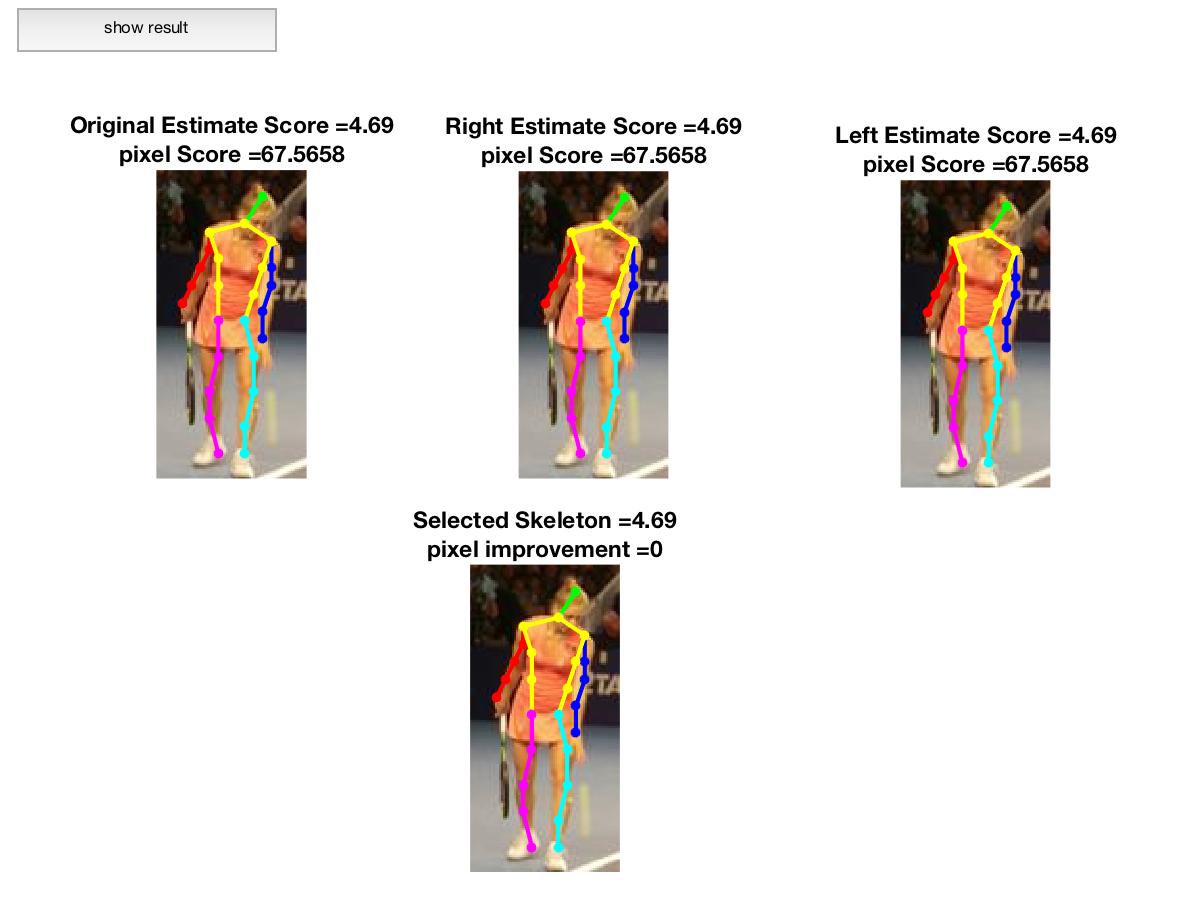 show result
Original Estimate Score =4.69
pixel Score =67.5658
Right Estimate Score =4.69
pixel Score =67.5658
Left Estimate Score =4.69
pixel Score =67.5658
Selected Skeleton =4.69
pixel improvement =0